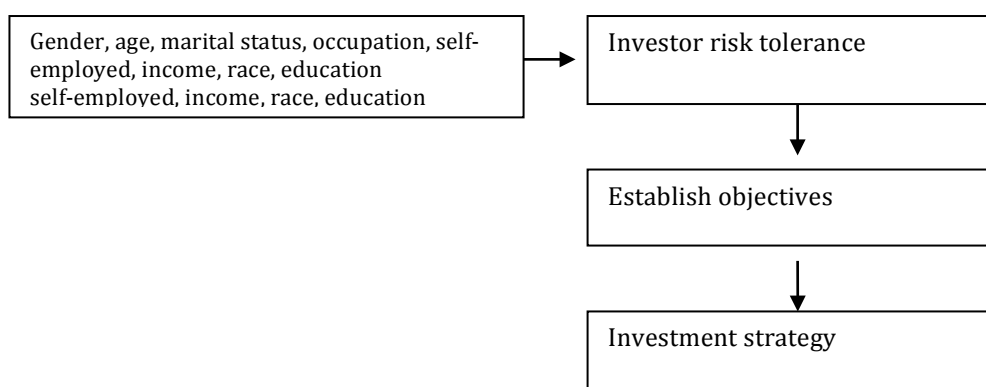 Gender, age, marital status, occupation, self-
employed, income, race, education
self-employed, income, race, education
Investor risk tolerance
Establish objectives
Investment strategy